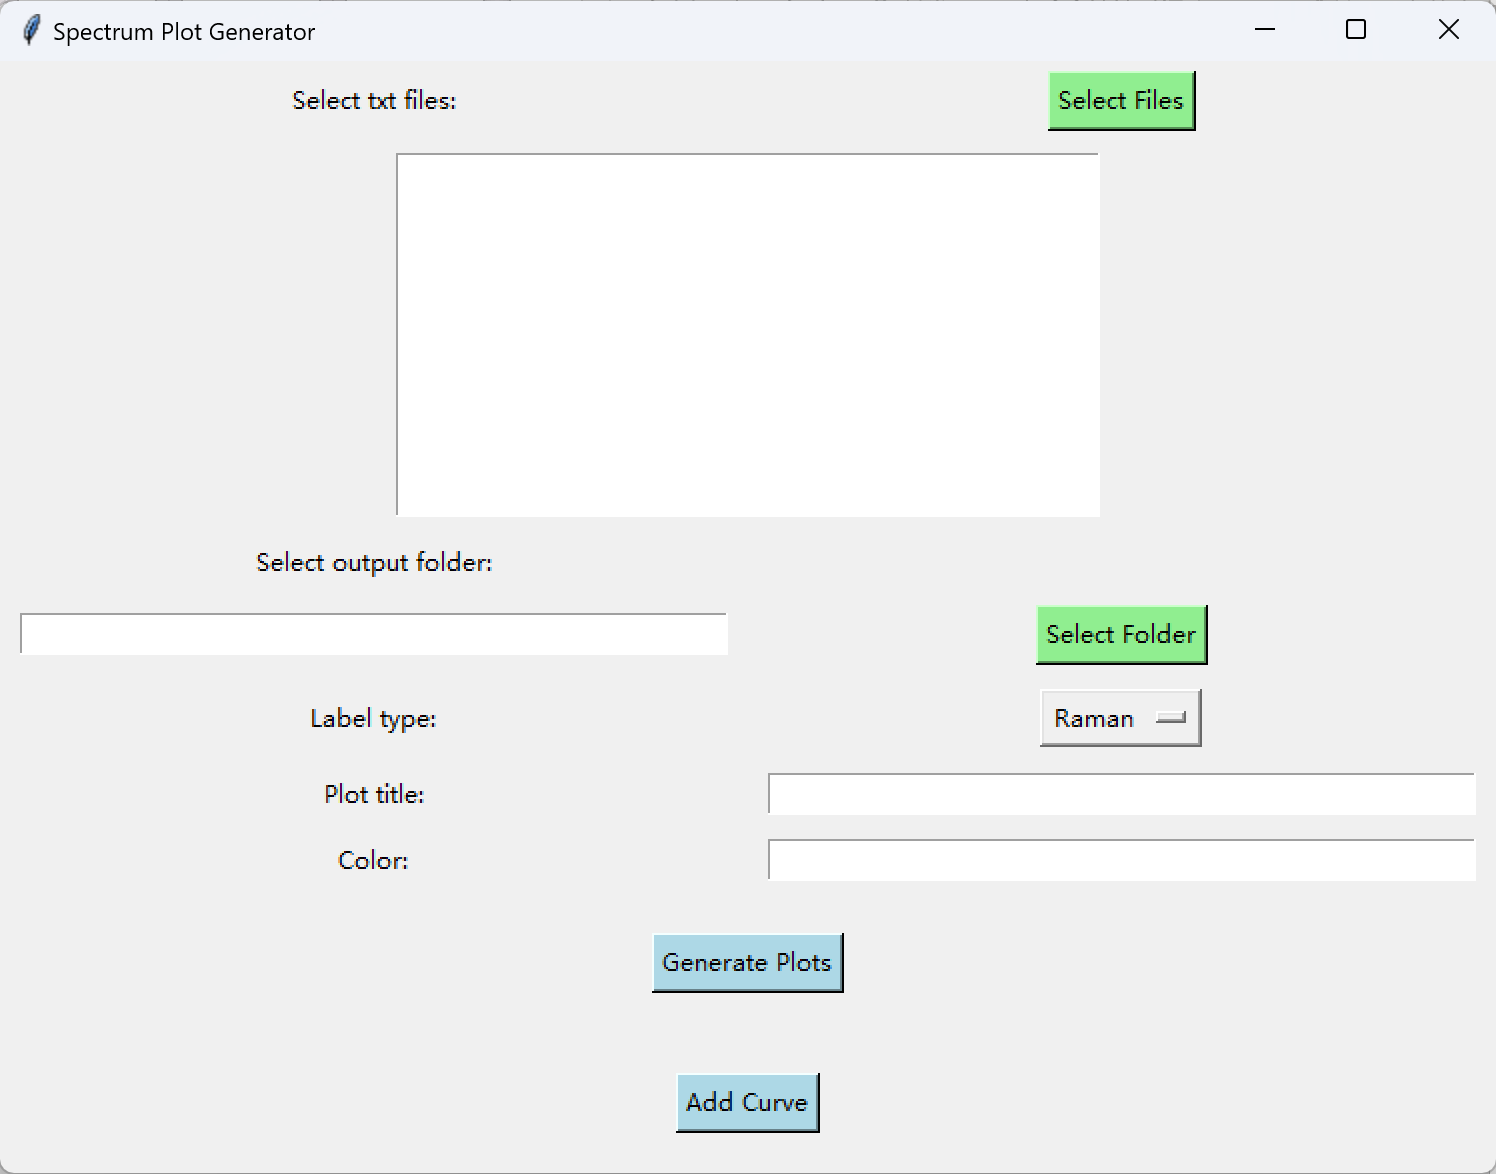 Spectrum Plot Generator
Select txt files:
Select Files
Select output folder:
Select Folder
Label type:
Raman
Plot title:
Color:
Generate Plots
Add Curve